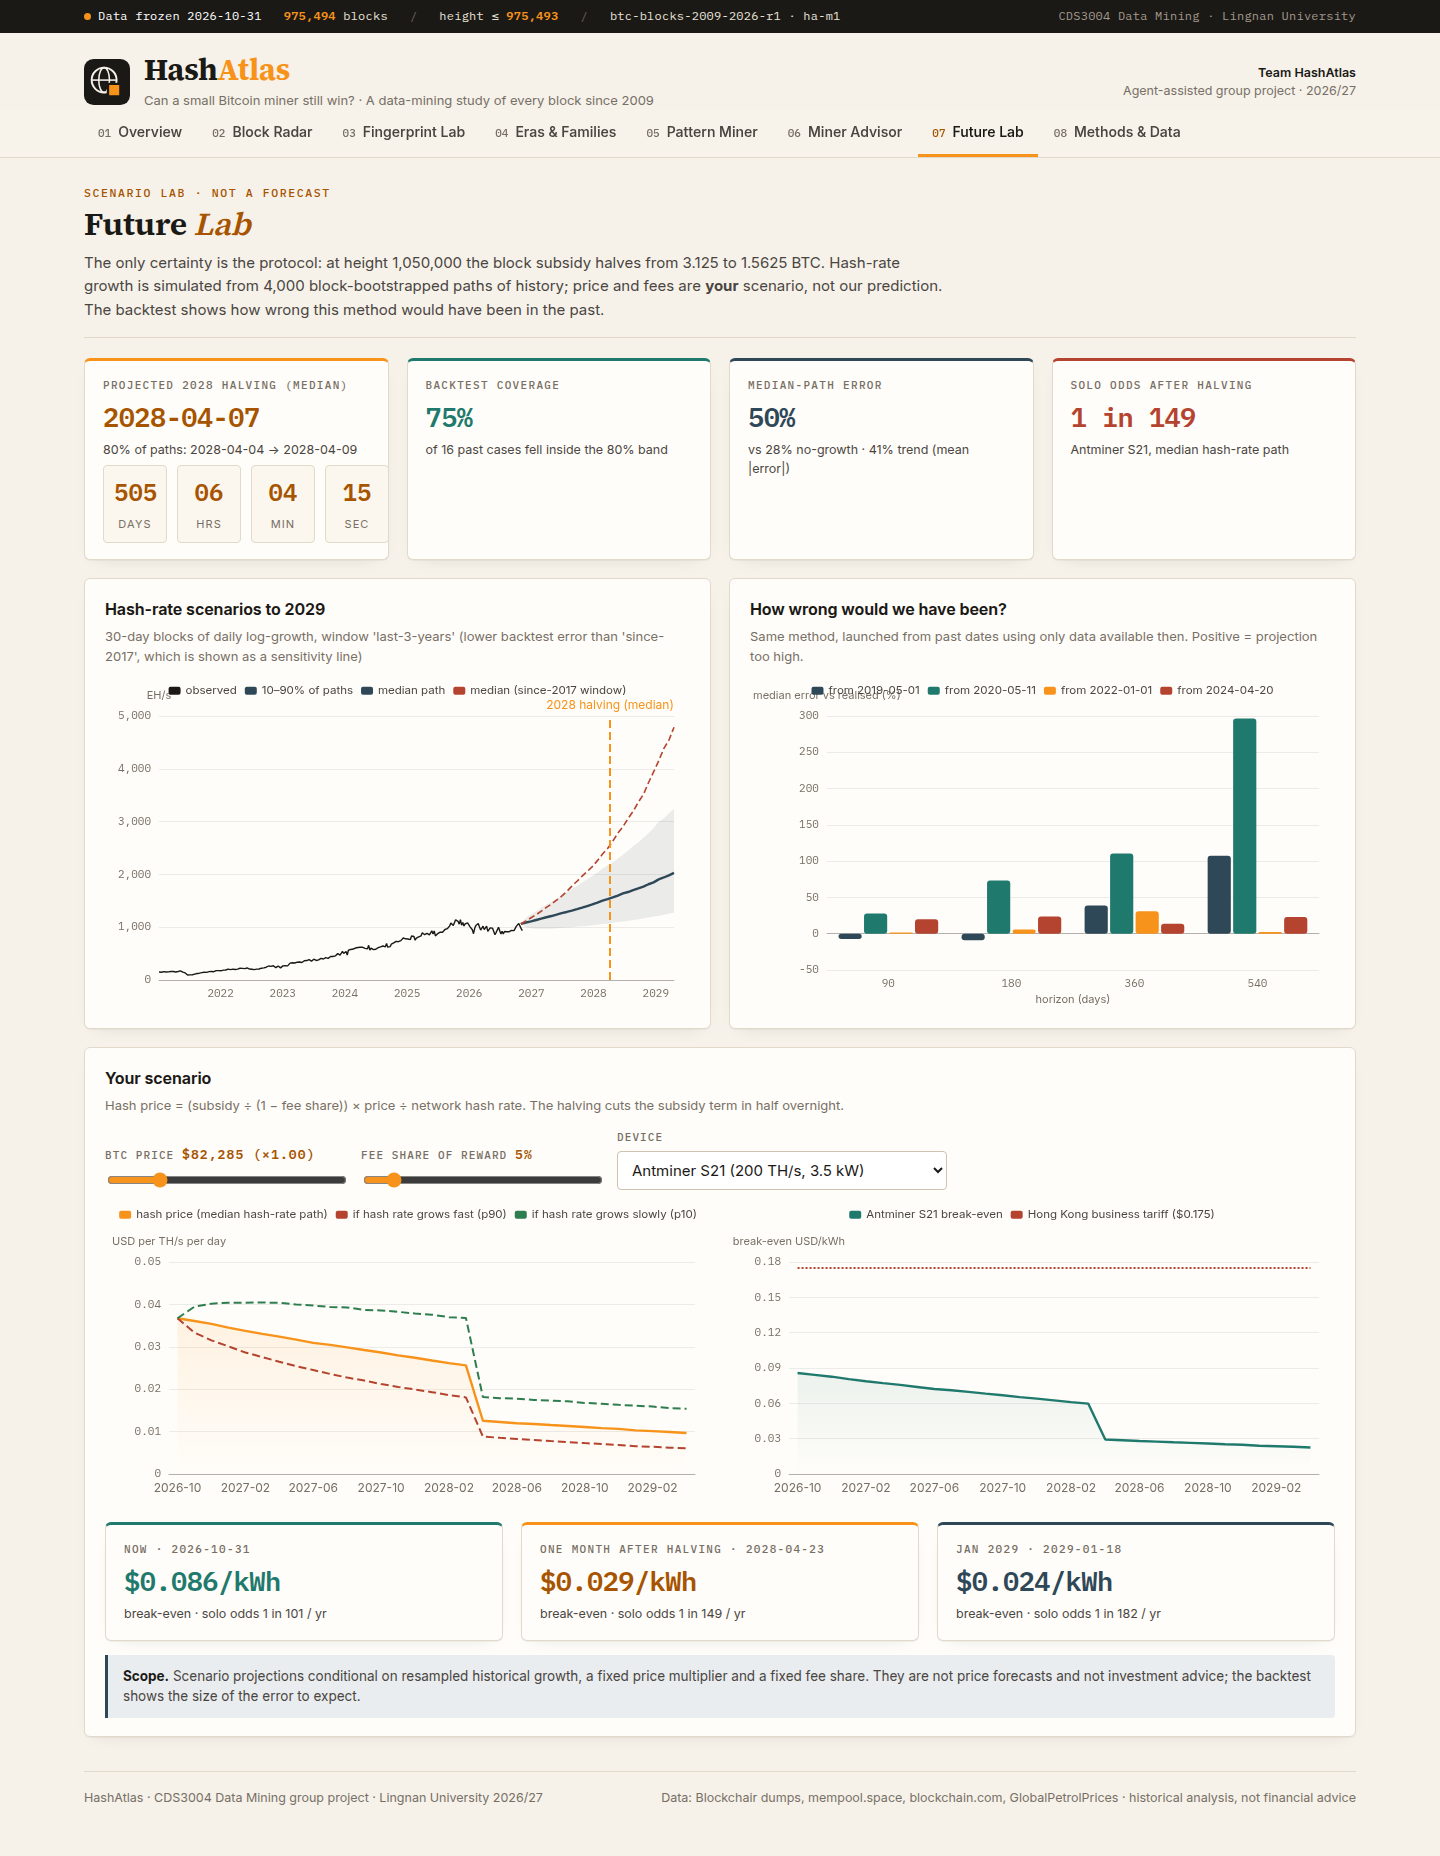 Data frozen 2026-10-31 975,494 blocks / height ≤ 975,493 / btc-blocks-2009-2026-r1 · ha-m1 CDS3004 Data Mining · Lingnan University
HashAtlas
Can a small Bitcoin miner still win? · A data-mining study of every block since 2009
Team HashAtlas
Agent-assisted group project · 2026/27
01 Overview 02 Block Radar 03 Fingerprint Lab 04 Eras & Families 05 Pattern Miner 06 Miner Advisor 07 Future Lab 08 Methods & Data
SCENARIO LAB · NOT A FORECAST
Future Lab
The only certainty is the protocol: at height 1,050,000 the block subsidy halves from 3.125 to 1.5625 BTC. Hash-rate
growth is simulated from 4,000 block-bootstrapped paths of history; price and fees are your scenario, not our prediction.
The backtest shows how wrong this method would have been in the past.
PROJECTED 2028 HALVING (MEDIAN)
2028-04-07
80% of paths: 2028-04-04 → 2028-04-09
505 06 04 15
DAYS HRS MIN SEC
BACKTEST COVERAGE
75%
of 16 past cases fell inside the 80% band
MEDIAN-PATH ERROR
50%
vs 28% no-growth · 41% trend (mean
|error|)
SOLO ODDS AFTER HALVING
1 in 149
Antminer S21, median hash-rate path
Hash-rate scenarios to 2029
30-day blocks of daily log-growth, window 'last-3-years' (lower backtest error than 'since-
2017', which is shown as a sensitivity line)
EH/s
observed 10–90% of paths median path median (since-2017 window)
2028 halving (median)
5,000
4,000
3,000
2,000
1,000
0
2022 2023 2024 2025 2026 2027 2028 2029
How wrong would we have been?
Same method, launched from past dates using only data available then. Positive = projection
too high.
from 2019-05-01 from 2020-05-11 from 2022-01-01 from 2024-04-20
median error vs realised (%)
300
250
200
150
100
50
0
-50
90 180 360 540
horizon (days)
Your scenario
Hash price = (subsidy ÷ (1 − fee share)) × price ÷ network hash rate. The halving cuts the subsidy term in half overnight.
BTC PRICE $82,285 (×1.00)
FEE SHARE OF REWARD 5%
DEVICE
Antminer S21 (200 TH/s, 3.5 kW)
hash price (median hash-rate path) if hash rate grows fast (p90) if hash rate grows slowly (p10)
USD per TH/s per day
0.05
0.04
0.03
0.02
0.01
0
2026-10 2027-02 2027-06 2027-10 2028-02 2028-06 2028-10 2029-02
Antminer S21 break-even Hong Kong business tariff ($0.175)
break-even USD/kWh
0.18
0.15
0.12
0.09
0.06
0.03
0
2026-10 2027-02 2027-06 2027-10 2028-02 2028-06 2028-10 2029-02
NOW · 2026-10-31
$0.086/kWh
break-even · solo odds 1 in 101 / yr
ONE MONTH AFTER HALVING · 2028-04-23
$0.029/kWh
break-even · solo odds 1 in 149 / yr
JAN 2029 · 2029-01-18
$0.024/kWh
break-even · solo odds 1 in 182 / yr
Scope. Scenario projections conditional on resampled historical growth, a fixed price multiplier and a fixed fee share. They are not price forecasts and not investment advice; the backtest
shows the size of the error to expect.
HashAtlas · CDS3004 Data Mining group project · Lingnan University 2026/27
Data: Blockchair dumps, mempool.space, blockchain.com, GlobalPetrolPrices · historical analysis, not financial advice